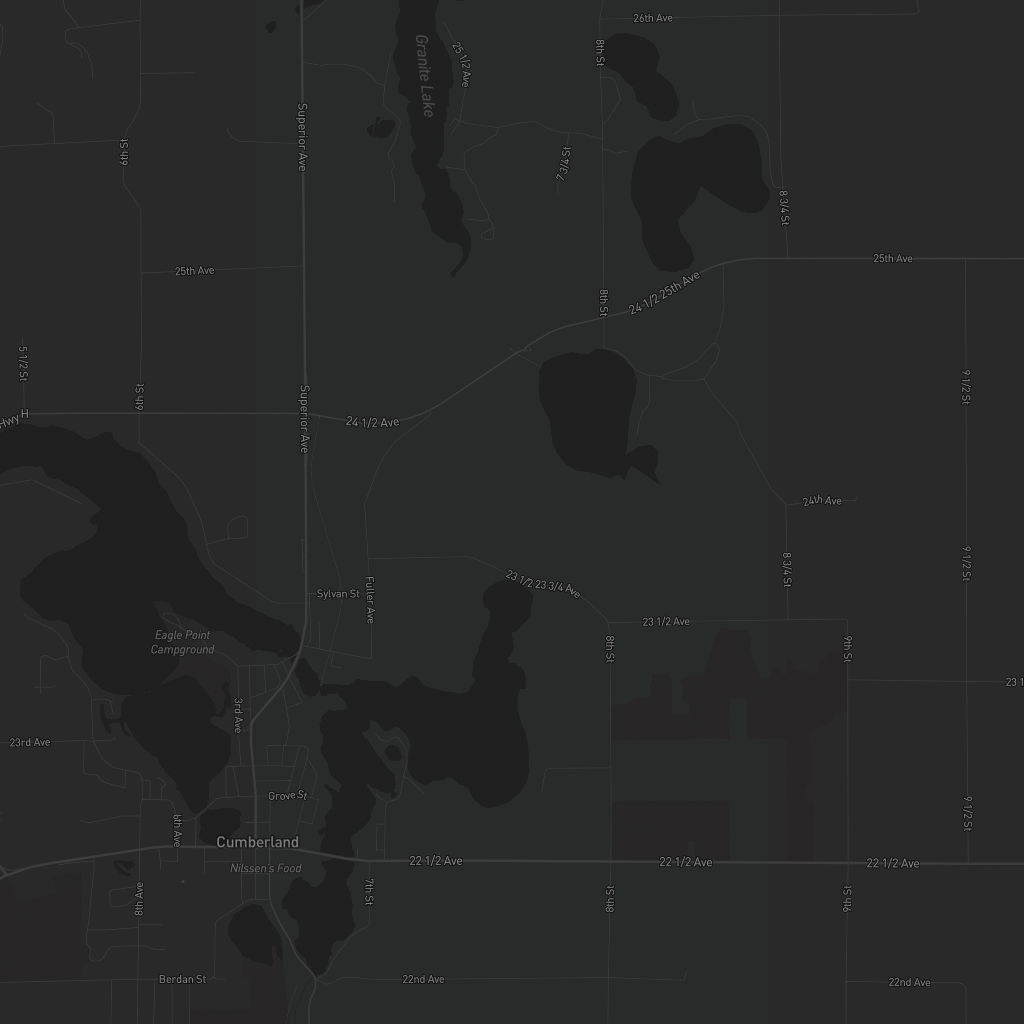 26th Ave
8th St
25 1/2 Ave
Granite Lake
Superior Ave
6th St
7 3/4 St
8 3/4 St
25th Ave
25th Ave
24 1/2 25th Ave
8th St
5 1/2 St
6th St
9 1/2 St
Hwy H
24 1/2 Ave
Superior Ave
24th Ave
9 1/2 St
8 3/4 St
23 1/2 23 3/4 Ave
Sylvan St
Fuller Ave
23 1/2 Ave
Eagle Point
Campground
8th St
9th St
23 1
3rd Ave
23rd Ave
Grove St
9 1/2 St
6th Ave
Cumberland
22 1/2 Ave
22 1/2 Ave
22 1/2 Ave
Nilssen's Food
7th St
8th Ave
8th St
9th St
Berdan St
22nd Ave
22nd Ave